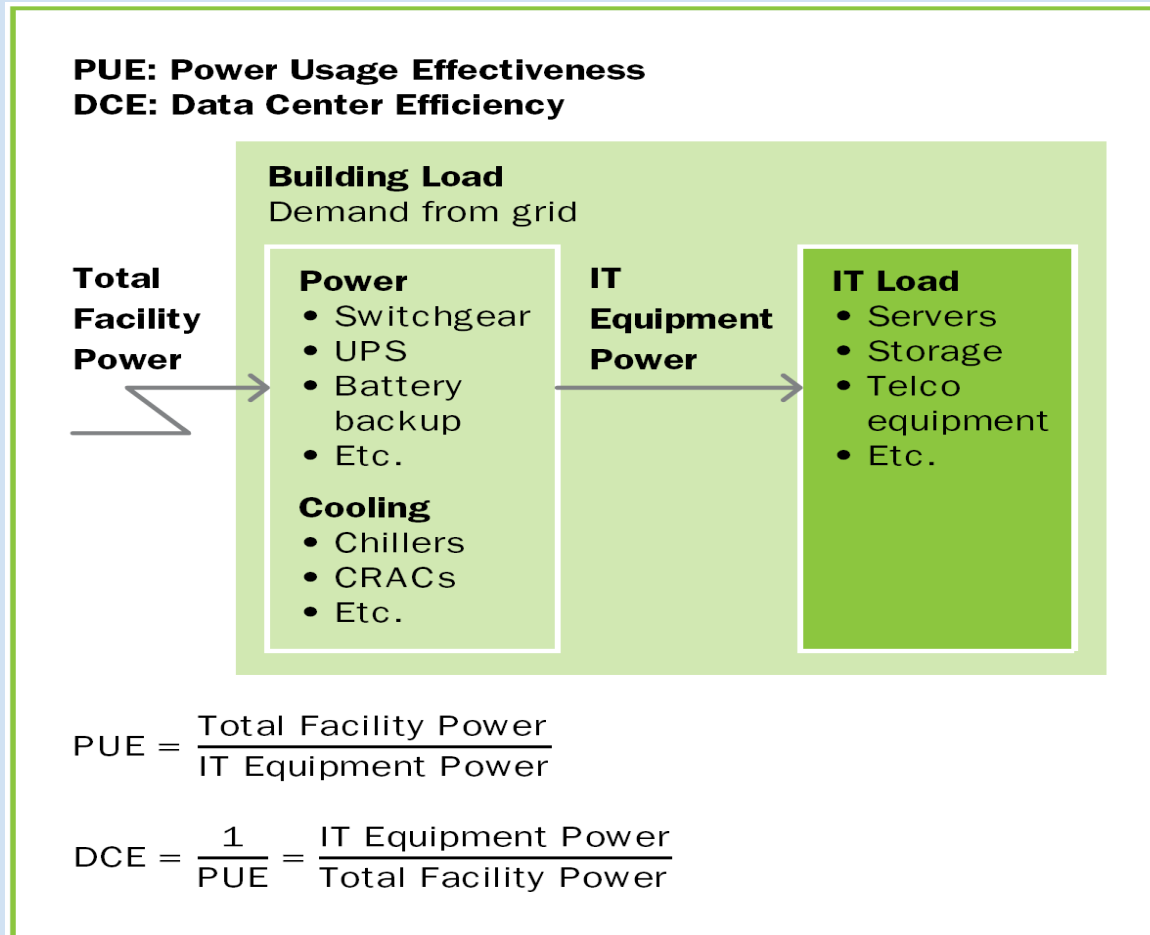 PUE: Power Usage Effectiveness
DCE: Data Center Efficiency
Building Load
Demand from grid
Total
Facility
Power
Power
• Switchgear
• UPS
• Battery
backup
• Etc.
Cooling
• Chillers
• CRACs
• Etc.
IT
Equipment
Power
IT Load
• Servers
• Storage
• Telco
equipment
• Etc.
PUE = Total Facility Power / IT Equipment Power
DCE = 1 / PUE = IT Equipment Power / Total Facility Power